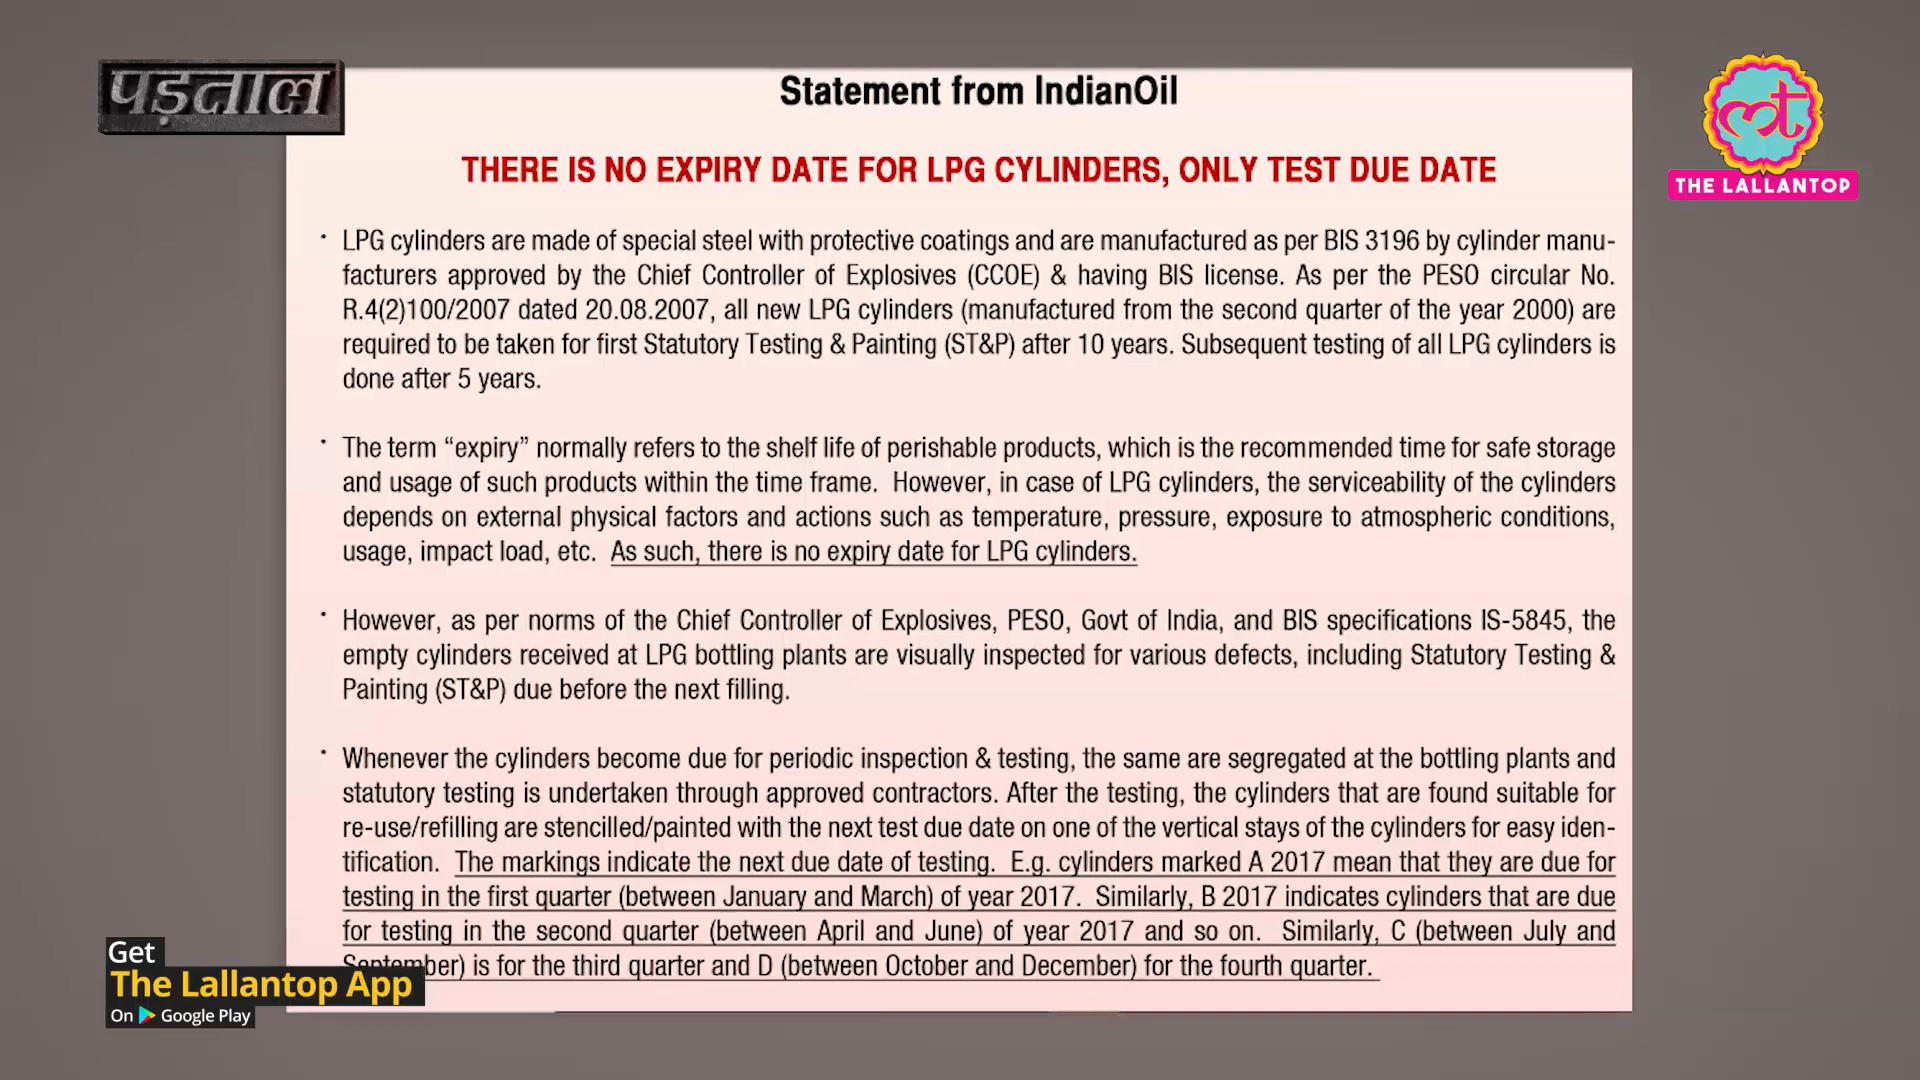 पड़ताल
Statement from IndianOil
THE LALLANTOP
THERE IS NO EXPIRY DATE FOR LPG CYLINDERS, ONLY TEST DUE DATE
· LPG cylinders are made of special steel with protective coatings and are manufactured as per BIS 3196 by cylinder manu-
facturers approved by the Chief Controller of Explosives (CCOE) & having BIS license. As per the PESO circular No.
R.4(2)100/2007 dated 20.08.2007, all new LPG cylinders (manufactured from the second quarter of the year 2000) are
required to be taken for first Statutory Testing & Painting (ST&P) after 10 years. Subsequent testing of all LPG cylinders is
done after 5 years.
· The term “expiry” normally refers to the shelf life of perishable products, which is the recommended time for safe storage
and usage of such products within the time frame. However, in case of LPG cylinders, the serviceability of the cylinders
depends on external physical factors and actions such as temperature, pressure, exposure to atmospheric conditions,
usage, impact load, etc. As such, there is no expiry date for LPG cylinders.
· However, as per norms of the Chief Controller of Explosives, PESO, Govt of India, and BIS specifications IS-5845, the
empty cylinders received at LPG bottling plants are visually inspected for various defects, including Statutory Testing &
Painting (ST&P) due before the next filling.
· Whenever the cylinders become due for periodic inspection & testing, the same are segregated at the bottling plants and
statutory testing is undertaken through approved contractors. After the testing, the cylinders that are found suitable for
re-use/refilling are stencilled/painted with the next test due date on one of the vertical stays of the cylinders for easy iden-
tification. The markings indicate the next due date of testing. E.g. cylinders marked A 2017 mean that they are due for
testing in the first quarter (between January and March) of year 2017. Similarly, B 2017 indicates cylinders that are due
for testing in the second quarter (between April and June) of year 2017 and so on. Similarly, C (between July and
September) is for the third quarter and D (between October and December) for the fourth quarter.
Get
The Lallantop App
On Google Play